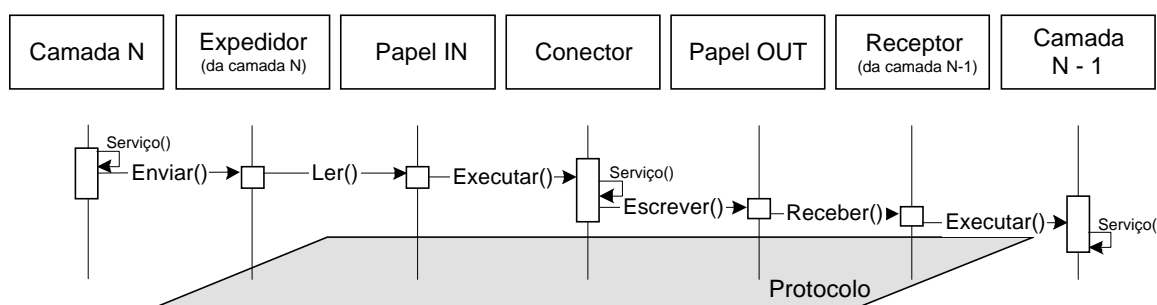 Camada N
Expedidor
(da camada N)
Papel IN
Conector
Papel OUT
Receptor
(da camada N-1)
Camada
N - 1
Serviço()
Enviar()
Ler()
Executar()
Serviço()
Escrever()
Receber()
Executar()
Serviço(
Protocolo